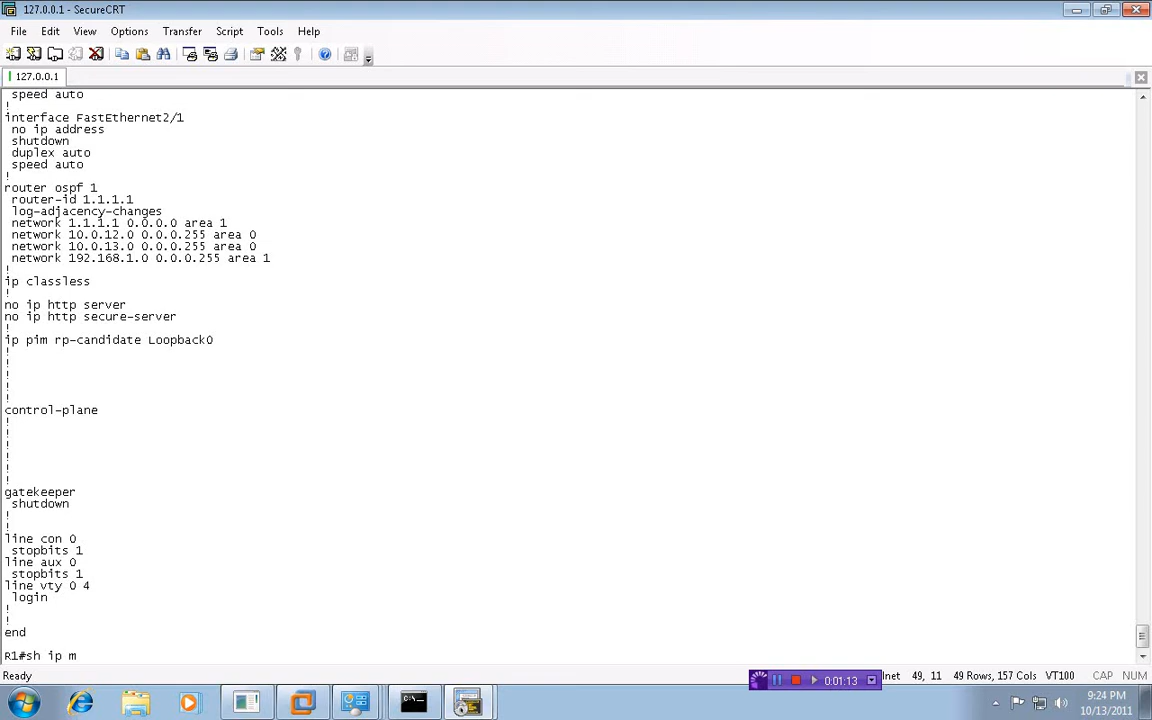 127.0.0.1 - SecureCRT
File Edit View Options Transfer Script Tools Help
127.0.0.1
speed auto
!
interface FastEthernet2/1
no ip address
shutdown
duplex auto
speed auto
!
router ospf 1
router-id 1.1.1.1
log-adjacency-changes
network 1.1.1.1 0.0.0.0 area 1
network 10.0.12.0 0.0.0.255 area 0
network 10.0.13.0 0.0.0.255 area 0
network 192.168.1.0 0.0.0.255 area 1
!
ip classless
!
no ip http server
no ip http secure-server
!
ip pim rp-candidate Loopback0
!
!
!
!
!
control-plane
!
!
!
!
!
!
gatekeeper
shutdown
!
!
line con 0
stopbits 1
line aux 0
stopbits 1
line vty 0 4
login
!
!
end
R1#sh ip m
Ready 0:01:13 lnet 49, 11 49 Rows, 157 Cols VT100 CAP NUM
9:24 PM
10/13/2011